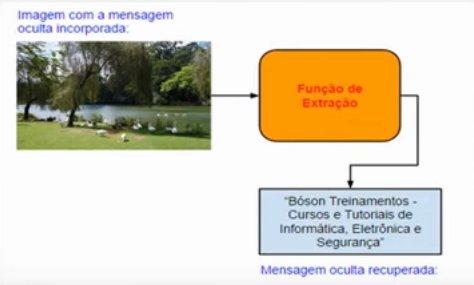 Imagem com a mensagem
oculta incorporada:
Função de
Extração
"Bóson Treinamentos -
Cursos e Tutoriais de
Informática, Eletrônica e
Segurança"
Mensagem oculta recuperada: